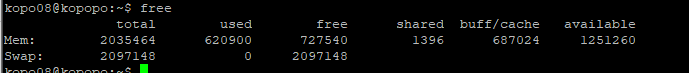 kopo08@kopopo:~$ free
total used free shared buff/cache available
Mem: 2035464 620900 727540 1396 687024 1251260
Swap: 2097148 0 2097148
kopo08@kopopo:~$